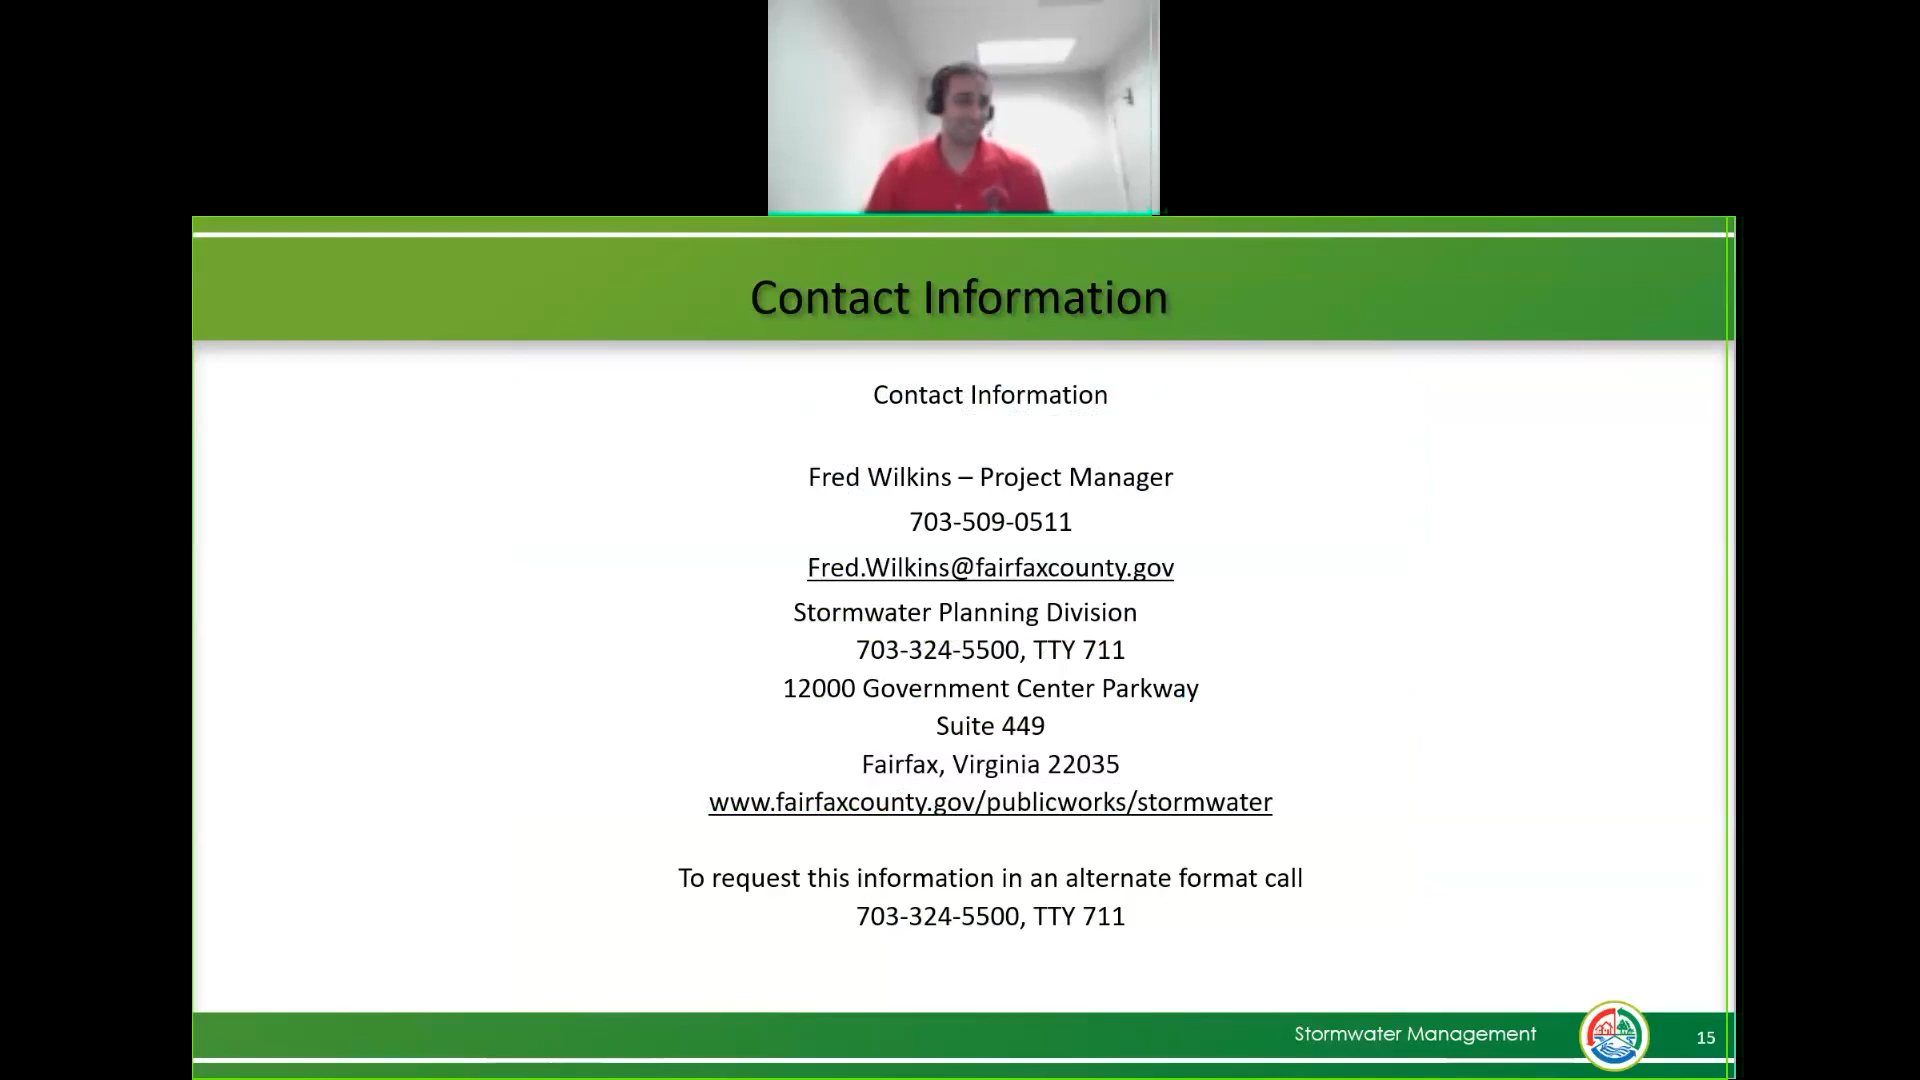 Contact Information
Contact Information
Fred Wilkins – Project Manager
703-509-0511
Fred.Wilkins@fairfaxcounty.gov
Stormwater Planning Division
703-324-5500, TTY 711
12000 Government Center Parkway
Suite 449
Fairfax, Virginia 22035
www.fairfaxcounty.gov/publicworks/stormwater
To request this information in an alternate format call
703-324-5500, TTY 711
Stormwater Management
15